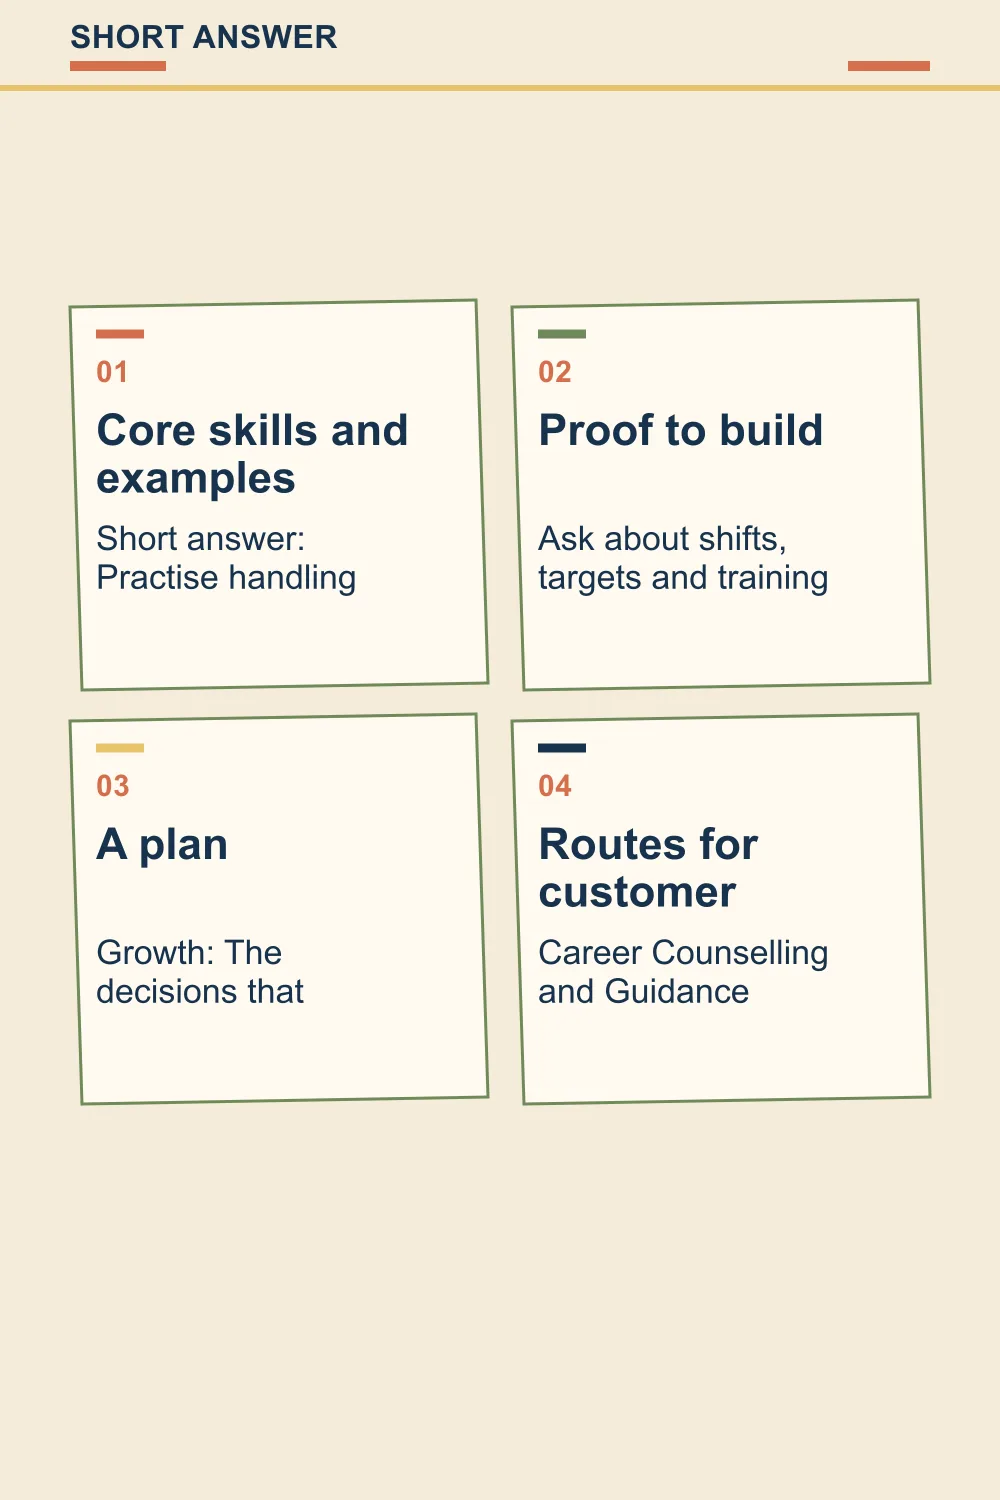 SHORT ANSWER
01
Core skills and
examples
Short answer:
Practise handling
02
Proof to build
Ask about shifts,
targets and training
03
A plan
Growth: The
decisions that
04
Routes for
customer
Career Counselling
and Guidance